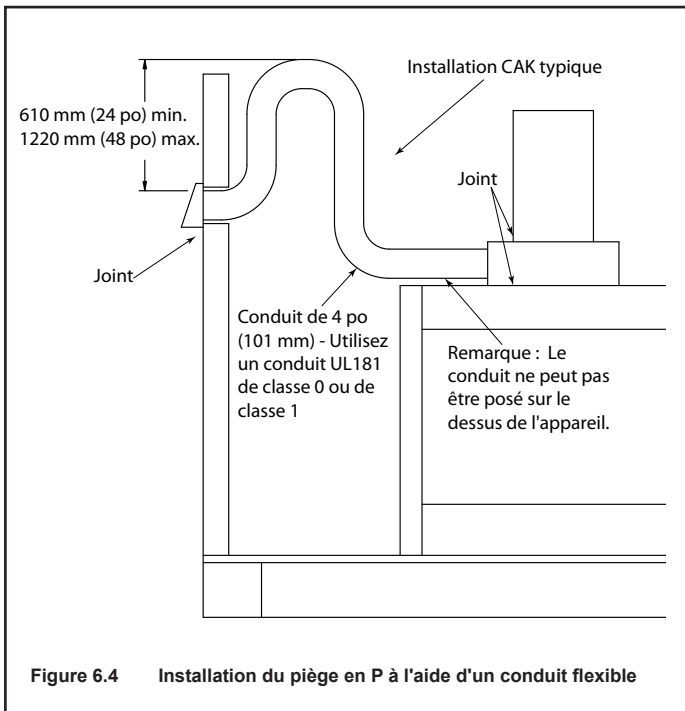 Installation CAK typique
610 mm (24 po) min.
1220 mm (48 po) max.
Joint
Joint
Conduit de 4 po
(101 mm) - Utilisez
un conduit UL181
de classe 0 ou de
classe 1
Remarque : Le
conduit ne peut pas
être posé sur le
dessus de l'appareil.
Figure 6.4 Installation du piège en P à l'aide d'un conduit flexible